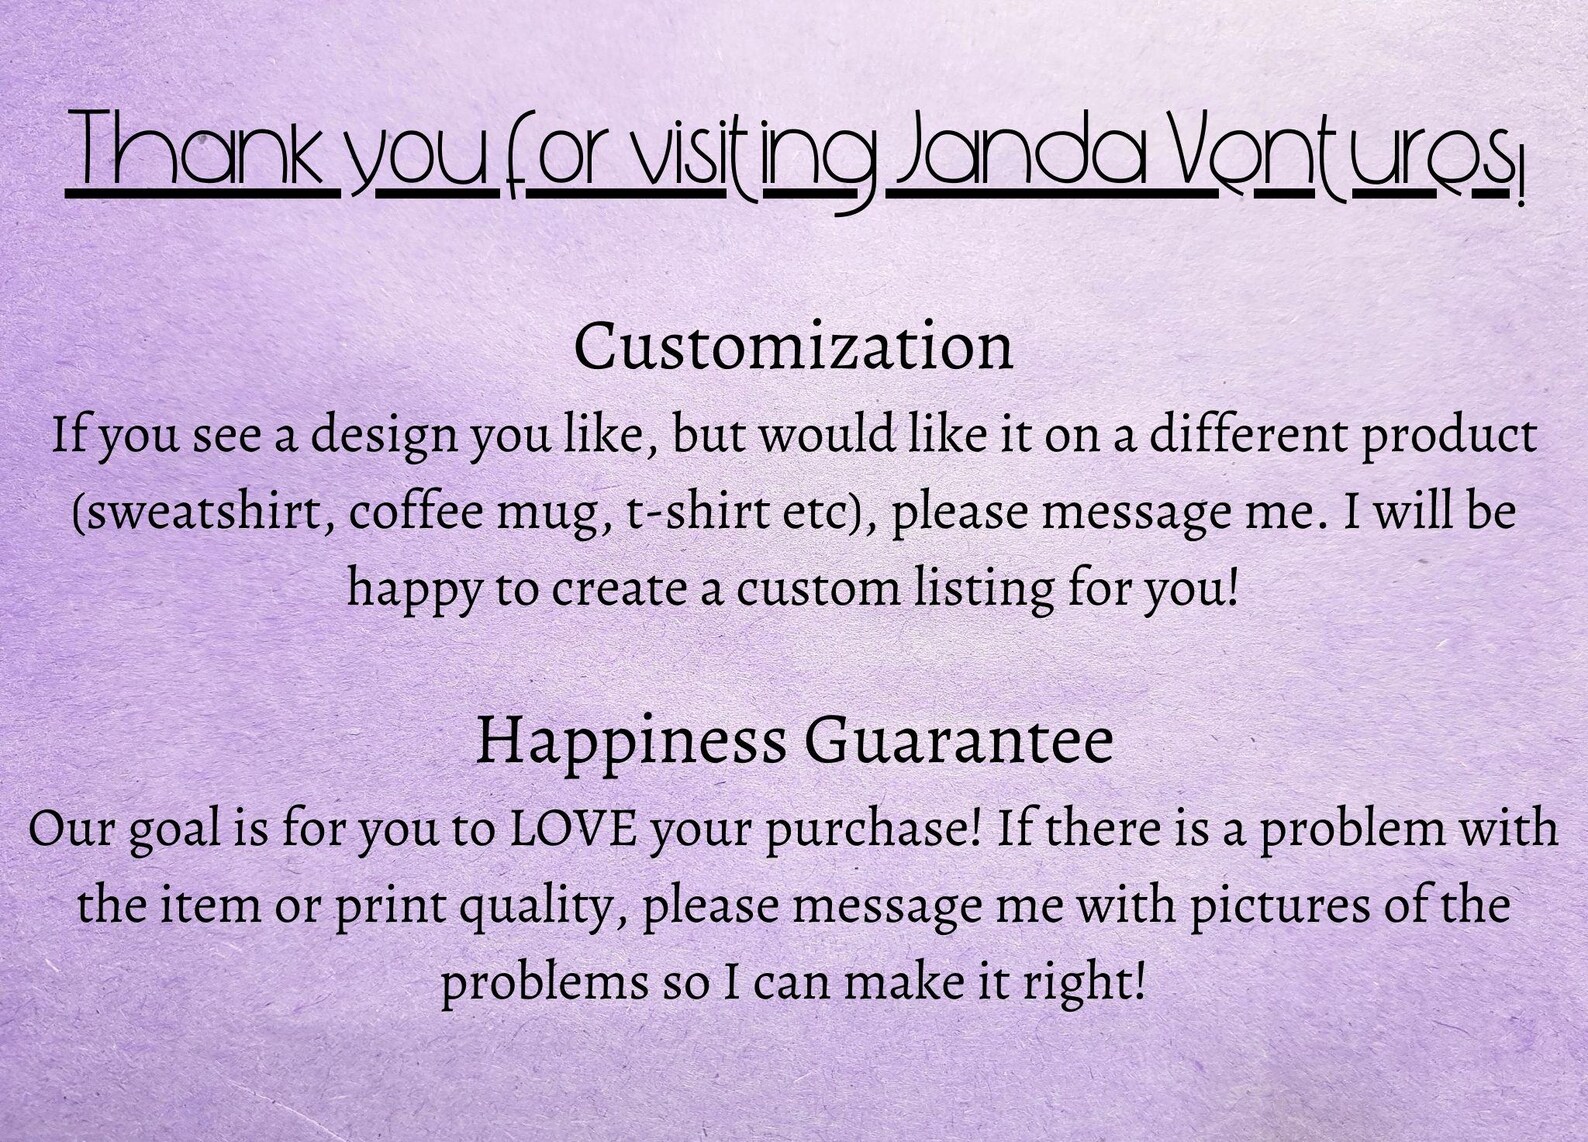 Thank you for visiting Janda Ventures!
Customization
If you see a design you like, but would like it on a different product
(sweatshirt, coffee mug, t-shirt etc), please message me. I will be
happy to create a custom listing for you!
Happiness Guarantee
Our goal is for you to LOVE your purchase! If there is a problem with
the item or print quality, please message me with pictures of the
problems so I can make it right!